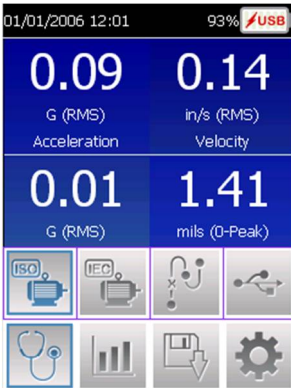 01/01/2006 12:01 93% USB
0.09 0.14
G (RMS) in/s (RMS)
Acceleration Velocity
0.01 1.41
G (RMS) mils (0-Peak)
ISO IEC